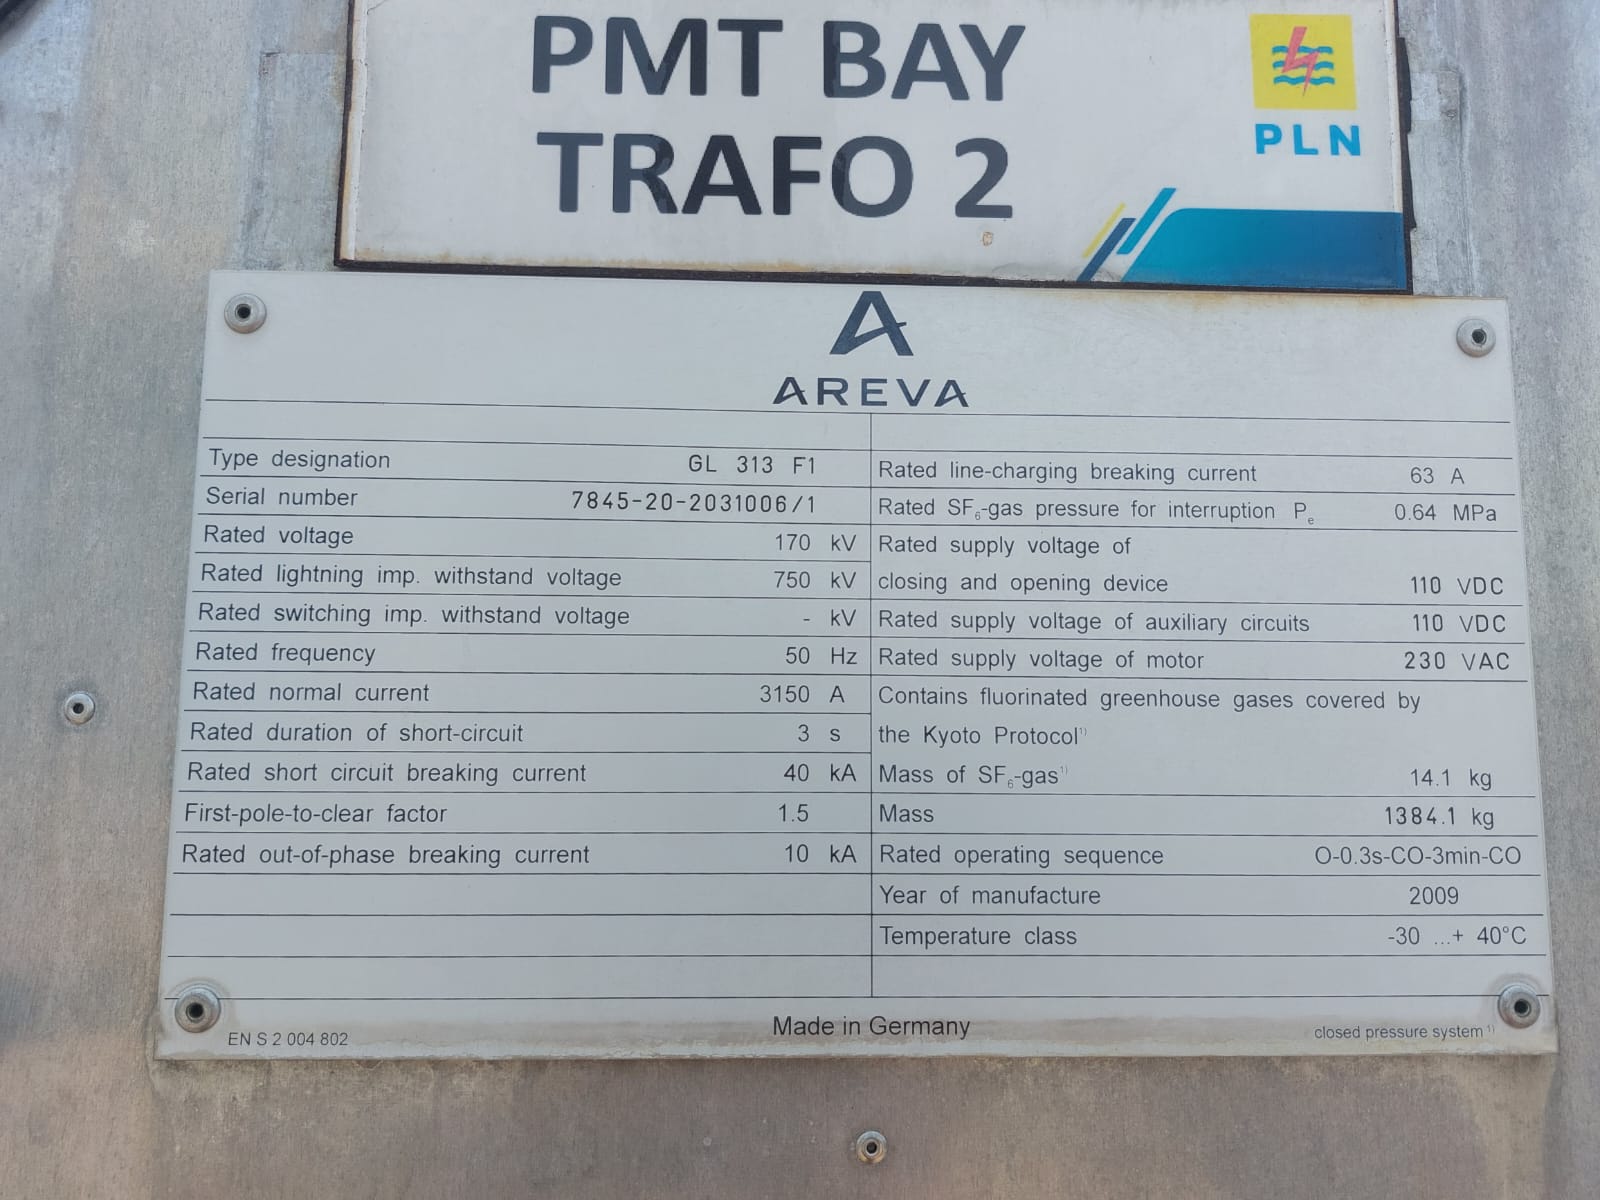 PMT BAY
TRAFO 2
PLN
AREVA
Type designation GL 313 F1
Serial number 7845-20-2031006/1
Rated voltage 170 kV
Rated lightning imp. withstand voltage 750 kV
Rated switching imp. withstand voltage - kV
Rated frequency 50 Hz
Rated normal current 3150 A
Rated duration of short-circuit 3 s
Rated short circuit breaking current 40 kA
First-pole-to-clear factor 1.5
Rated out-of-phase breaking current 10 kA
Rated line-charging breaking current 63 A
Rated SF₆-gas pressure for interruption Pₑ 0.64 MPa
Rated supply voltage of
closing and opening device 110 VDC
Rated supply voltage of auxiliary circuits 110 VDC
Rated supply voltage of motor 230 VAC
Contains fluorinated greenhouse gases covered by
the Kyoto Protocol¹⁾
Mass of SF₆-gas¹⁾ 14.1 kg
Mass 1384.1 kg
Rated operating sequence O-0.3s-CO-3min-CO
Year of manufacture 2009
Temperature class -30 ...+ 40°C
EN S 2 004 802
Made in Germany
closed pressure system¹⁾